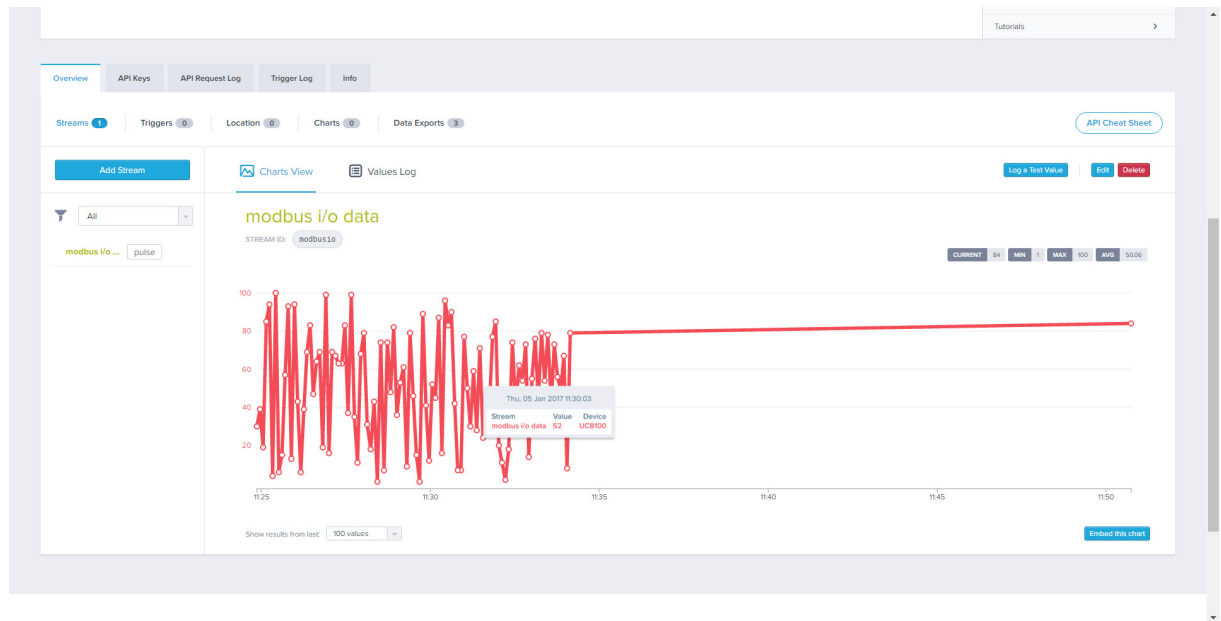 Tutorials
Overview API Keys API Request Log Trigger Log Info
Streams 1 Triggers 0 Location 0 Charts 0 Data Exports 3 API Cheat Sheet
Add Stream Charts View Values Log Log a Test Value Edit Delete
All
modbus i/o data
STREAM ID: modbusio
modbus i/o ... pulse
CURRENT 84 MIN 1 MAX 100 AVG 50.06
100
80
60
40
20
Thu, 05 Jan 2017 11:30:03
Stream Value Device
modbus i/o data 52 UC8100
11:25 11:30 11:35 11:40 11:45 11:50
Show results from last: 100 values Embed this chart